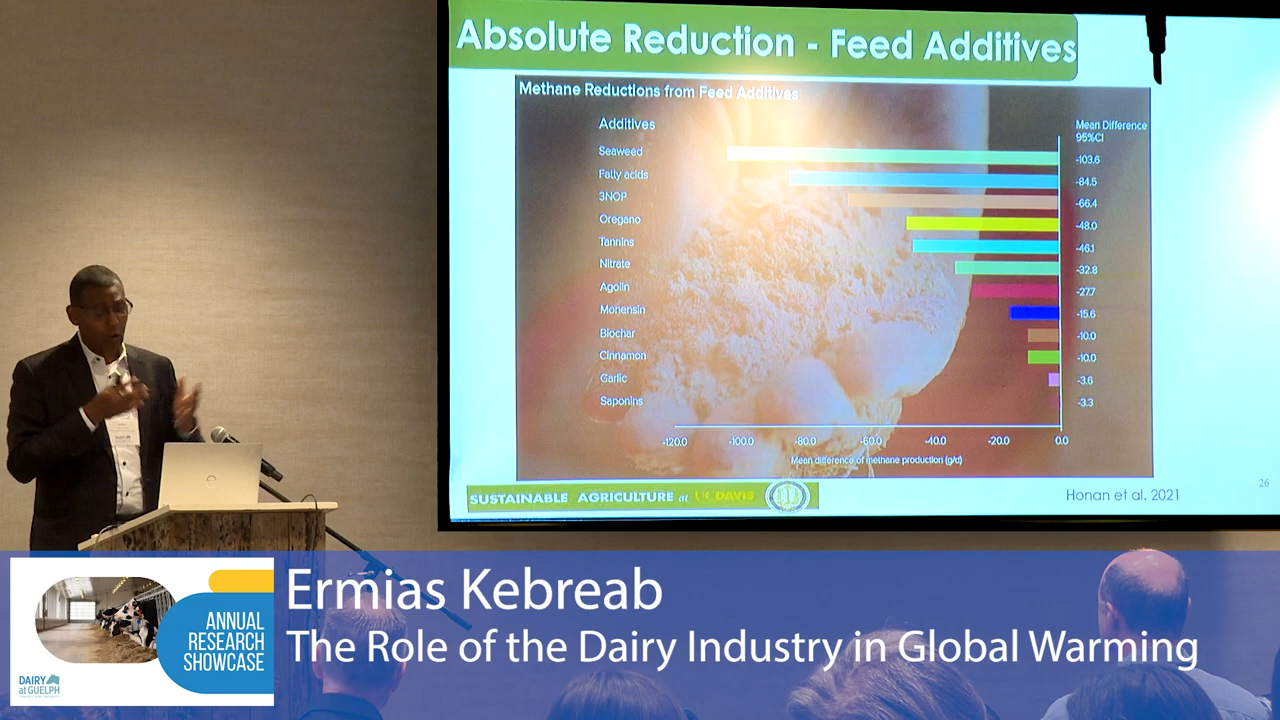 Absolute Reduction - Feed Additives
Methane Reductions from Feed Additives
Additives
Mean Difference
95%CI
Seaweed -103.6
Fatty acids -84.5
3NOP -66.4
Oregano -48.0
Tannins -46.1
Nitrate -32.8
Agolin -27.7
Monensin -15.6
Biochar -10.0
Cinnamon -10.0
Garlic -3.6
Saponins -3.3
-120.0 -100.0 -80.0 -60.0 -40.0 -20.0 0.0
Mean difference of methane production (g/d)
SUSTAINABLE AGRICULTURE at UC DAVIS
Honan et al. 2021
26
Ermias Kebreab
The Role of the Dairy Industry in Global Warming
ANNUAL
RESEARCH
SHOWCASE
DAIRY
at GUELPH